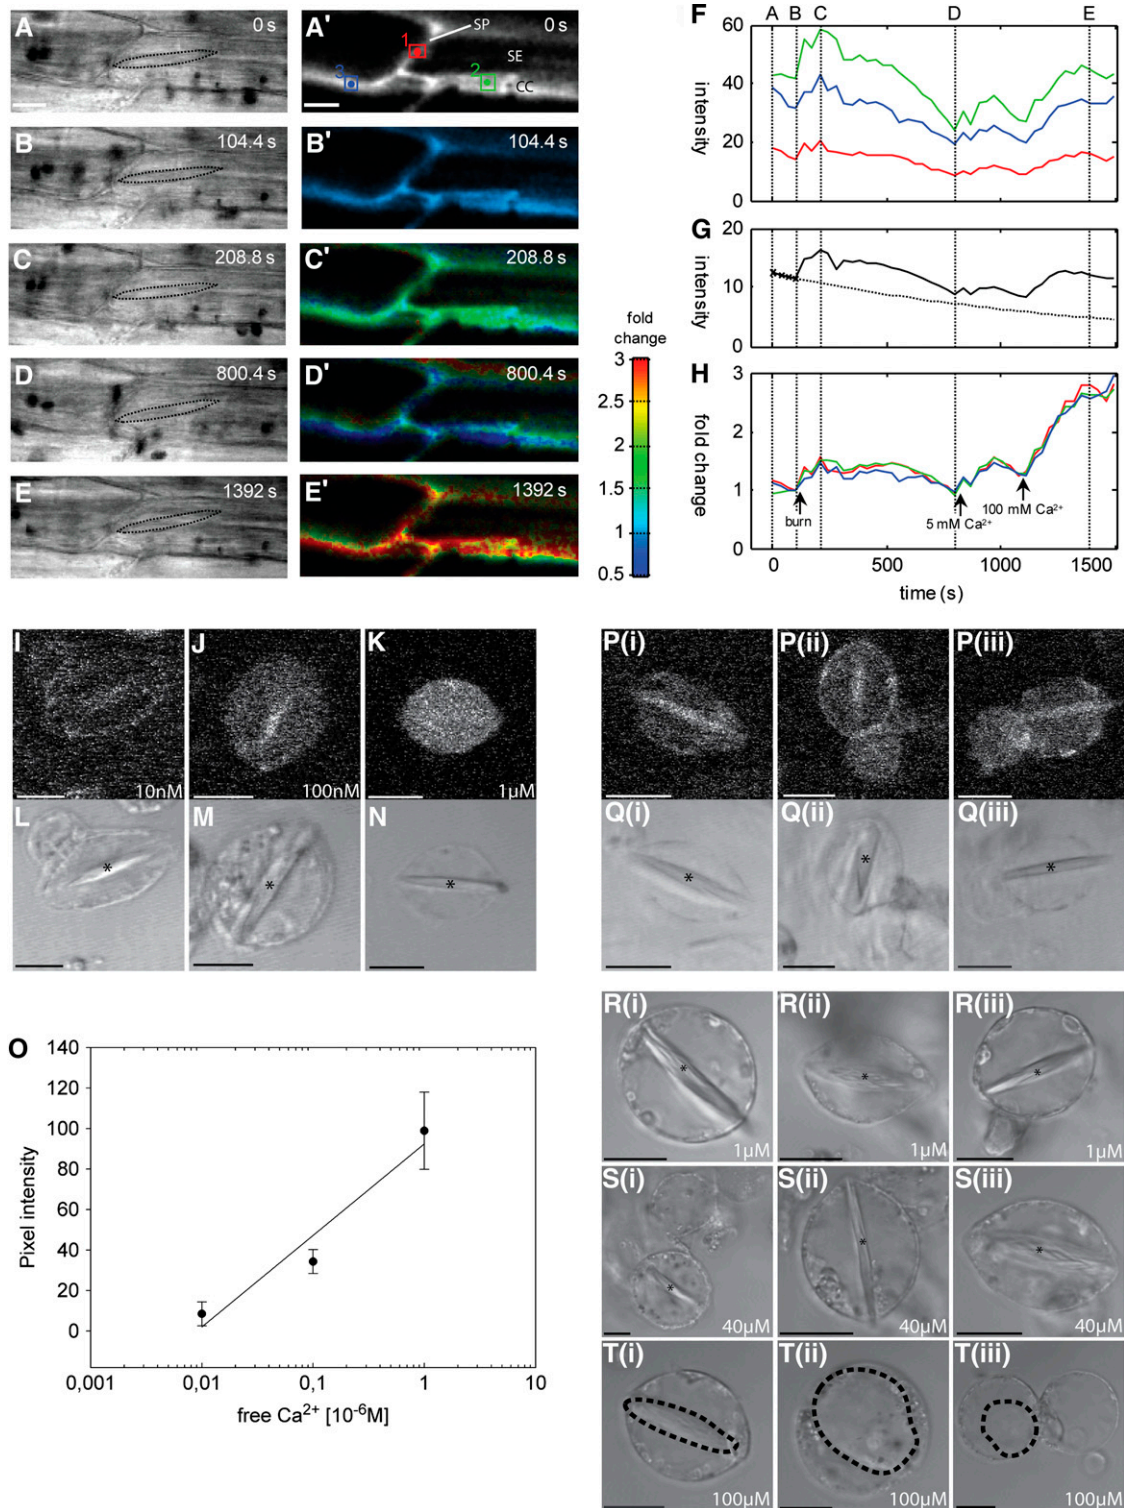 A
0 s
A'
0 s
1
SP
SE
3
2
CC
B
104.4 s
B'
104.4 s
C
208.8 s
C'
208.8 s
D
800.4 s
D'
800.4 s
E
1392 s
E'
1392 s
fold
change
3
2.5
2
1.5
1
0.5
F
A B C D E
60
40
20
0
intensity
G
20
10
0
intensity
H
3
2
1
0
fold change
burn
5 mM Ca²⁺
100 mM Ca²⁺
0 500 1000 1500
time (s)
I
10nM
J
100nM
K
1µM
L
*
M
*
N
*
P(i)
P(ii)
P(iii)
Q(i)
*
Q(ii)
*
Q(iii)
*
O
140
120
100
80
60
40
20
0
Pixel intensity
0,001 0,01 0,1 1 10
free Ca²⁺ [10⁻⁶M]
R(i)
*
1µM
R(ii)
*
1µM
R(iii)
*
1µM
S(i)
*
40µM
S(ii)
*
40µM
S(iii)
*
40µM
T(i)
100µM
T(ii)
100µM
T(iii)
100µM